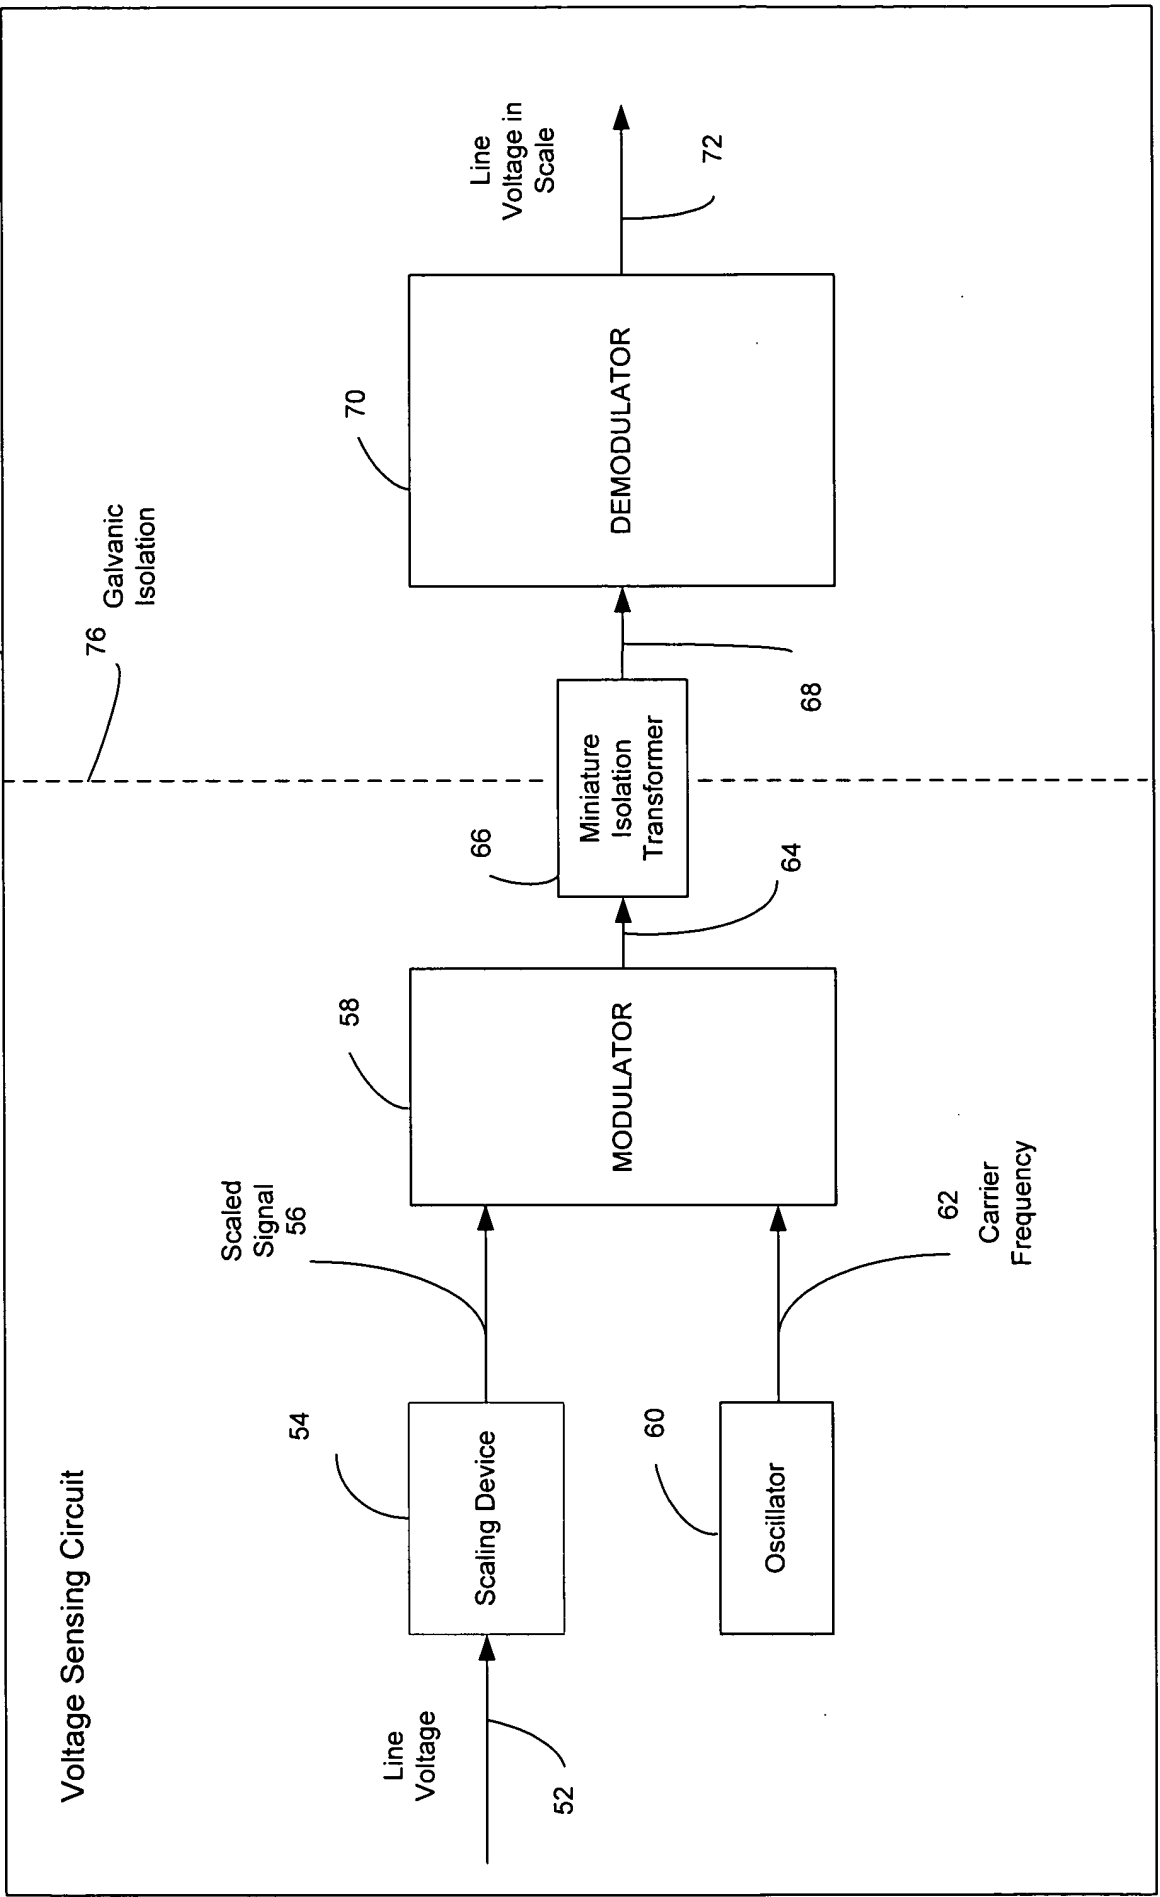 Voltage Sensing Circuit
Line
Voltage
52
Scaling Device
54
Scaled
Signal
56
Oscillator
60
62
Carrier
Frequency
MODULATOR
58
64
Miniature
Isolation
Transformer
66
76
Galvanic
Isolation
68
DEMODULATOR
70
Line
Voltage in
Scale
72